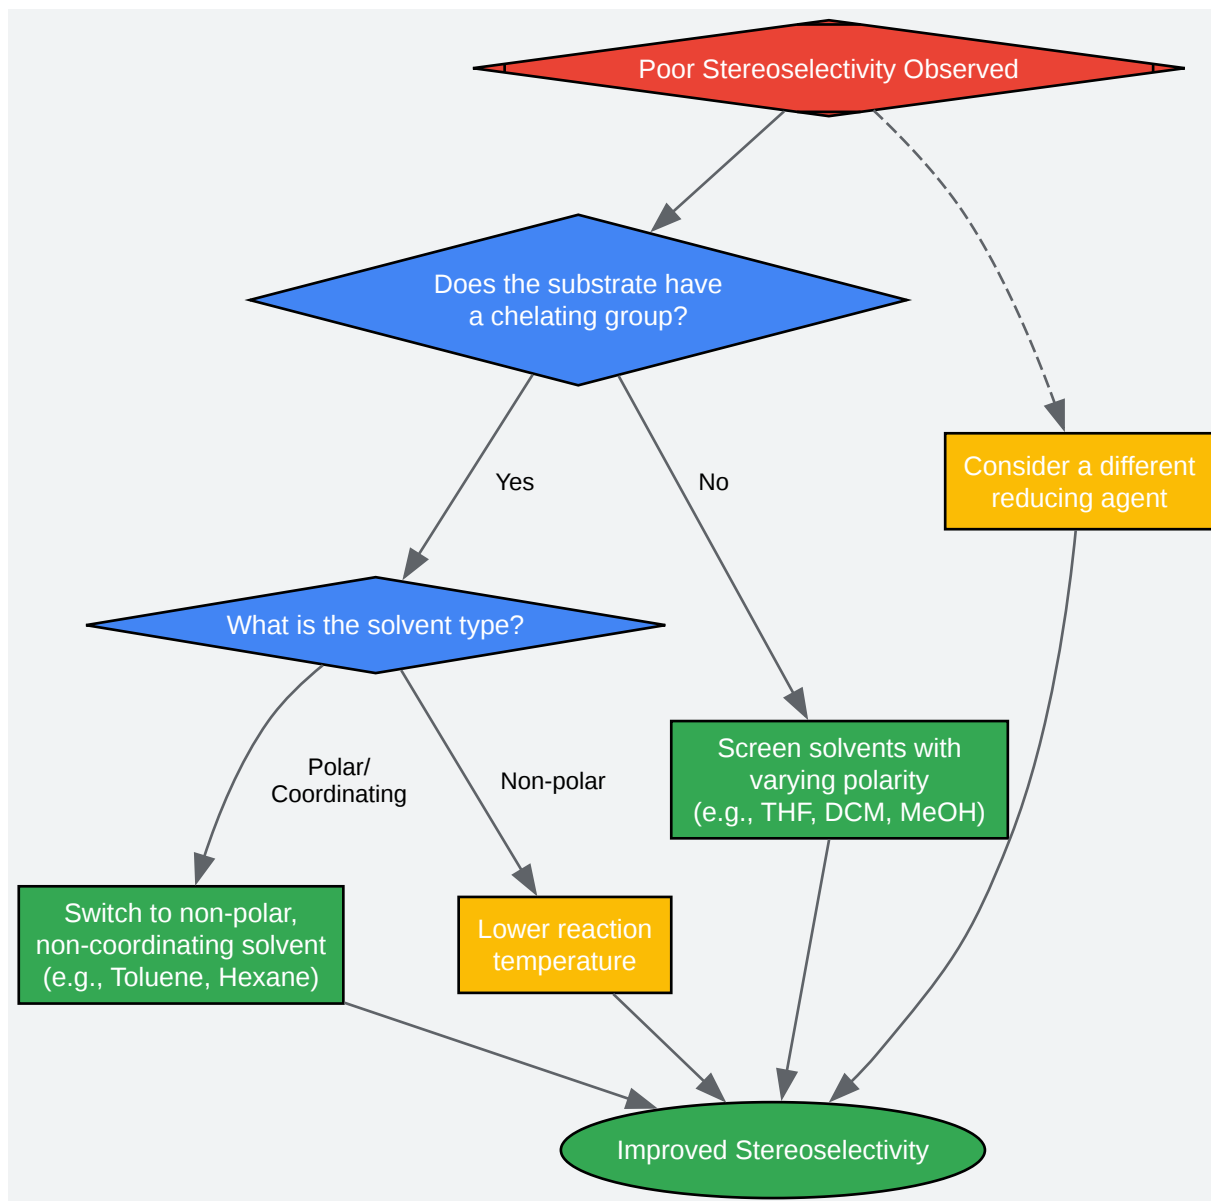 Poor Stereoselectivity Observed
Does the substrate have
a chelating group?
Consider a different
reducing agent
Yes
No
What is the solvent type?
Polar/
Coordinating
Non-polar
Screen solvents with
varying polarity
(e.g., THF, DCM, MeOH)
Switch to non-polar,
non-coordinating solvent
(e.g., Toluene, Hexane)
Lower reaction
temperature
Improved Stereoselectivity